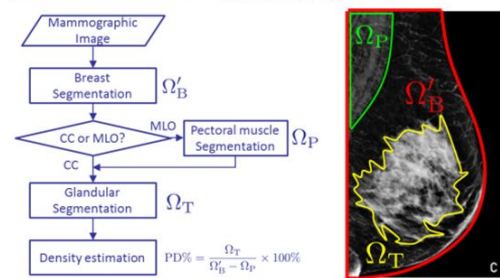 Mammographic
Image
Breast
Segmentation
Ω′B
CC or MLO?
MLO
Pectoral muscle
Segmentation
ΩP
CC
Glandular
Segmentation
ΩT
Density estimation
PD% = ΩT / (Ω′B − ΩP) × 100%
ΩP
Ω′B
ΩT
C